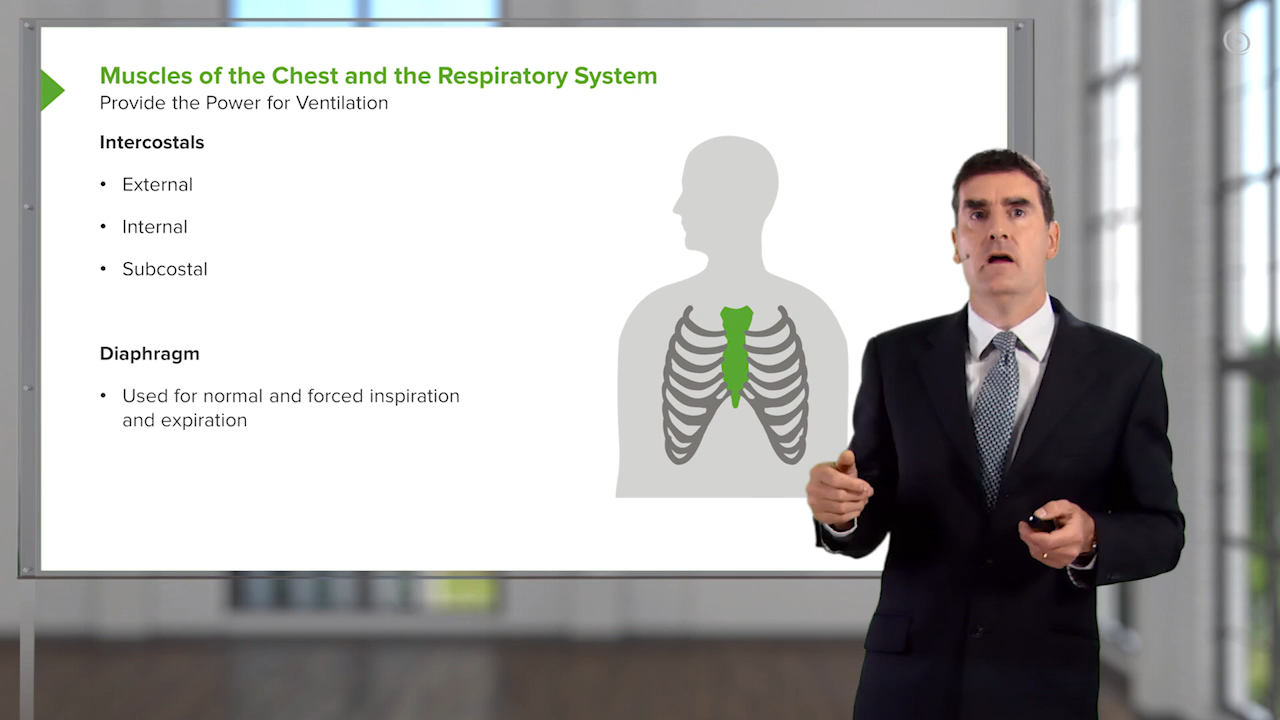 Muscles of the Chest and the Respiratory System
Provide the Power for Ventilation
Intercostals
• External
• Internal
• Subcostal
Diaphragm
• Used for normal and forced inspiration
and expiration